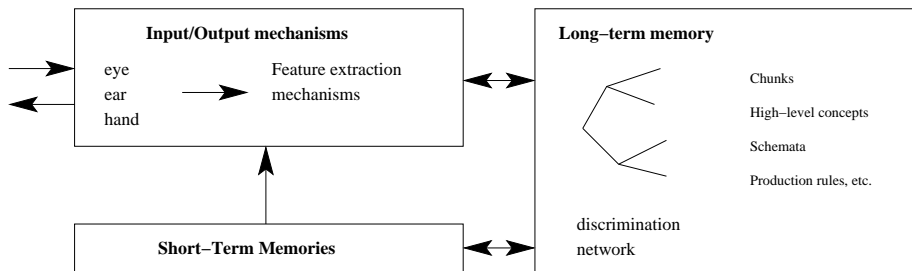 Input/Output mechanisms
eye
ear
hand
Feature extraction
mechanisms
Long−term memory
Chunks
High−level concepts
Schemata
Production rules, etc.
discrimination
network
Short−Term Memories